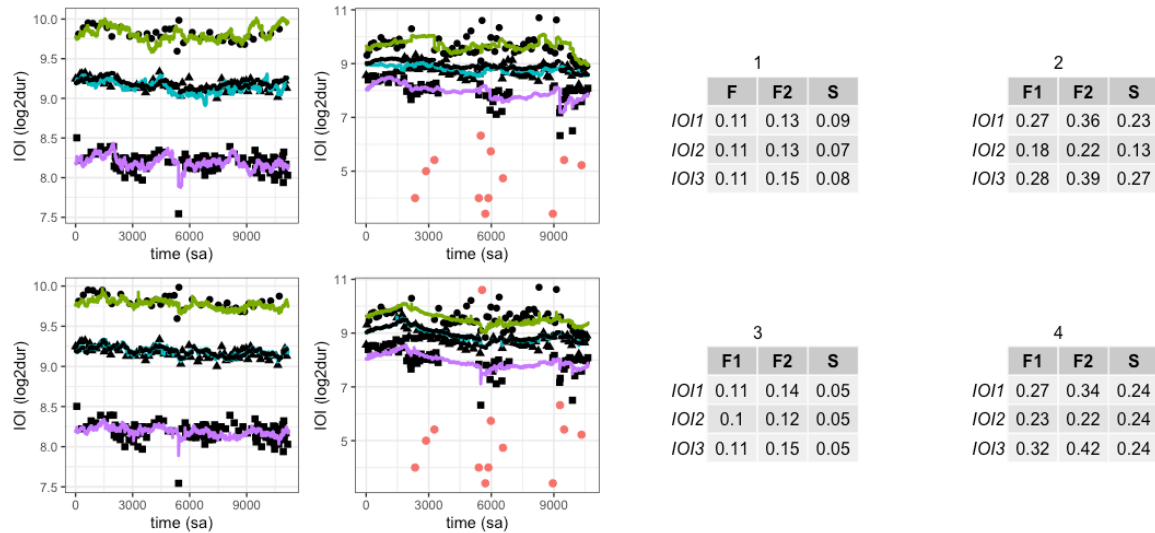 IOI (log2dur)
10.0
9.5
9.0
8.5
8.0
7.5
0 3000 6000 9000
time (sa)
IOI (log2dur)
11
9
7
5
0 3000 6000 9000
time (sa)
1
F F2 S
IOI1 0.11 0.13 0.09
IOI2 0.11 0.13 0.07
IOI3 0.11 0.15 0.08
2
F1 F2 S
IOI1 0.27 0.36 0.23
IOI2 0.18 0.22 0.13
IOI3 0.28 0.39 0.27
IOI (log2dur)
10.0
9.5
9.0
8.5
8.0
7.5
0 3000 6000 9000
time (sa)
IOI (log2dur)
11
9
7
5
0 3000 6000 9000
time (sa)
3
F1 F2 S
IOI1 0.11 0.14 0.05
IOI2 0.1 0.12 0.05
IOI3 0.11 0.15 0.05
4
F1 F2 S
IOI1 0.27 0.34 0.24
IOI2 0.23 0.22 0.24
IOI3 0.32 0.42 0.24